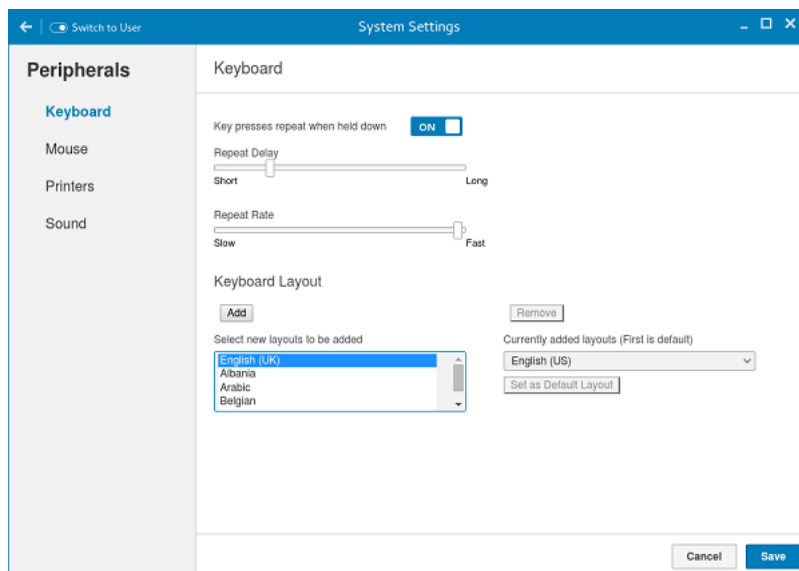 Switch to User
System Settings
Peripherals
Keyboard
Mouse
Printers
Sound
Keyboard
Key presses repeat when held down
ON
Repeat Delay
Short Long
Repeat Rate
Slow Fast
Keyboard Layout
Add
Select new layouts to be added
English (UK)
Albania
Arabic
Belgian
Remove
Currently added layouts (First is default)
English (US)
Set as Default Layout
Cancel
Save